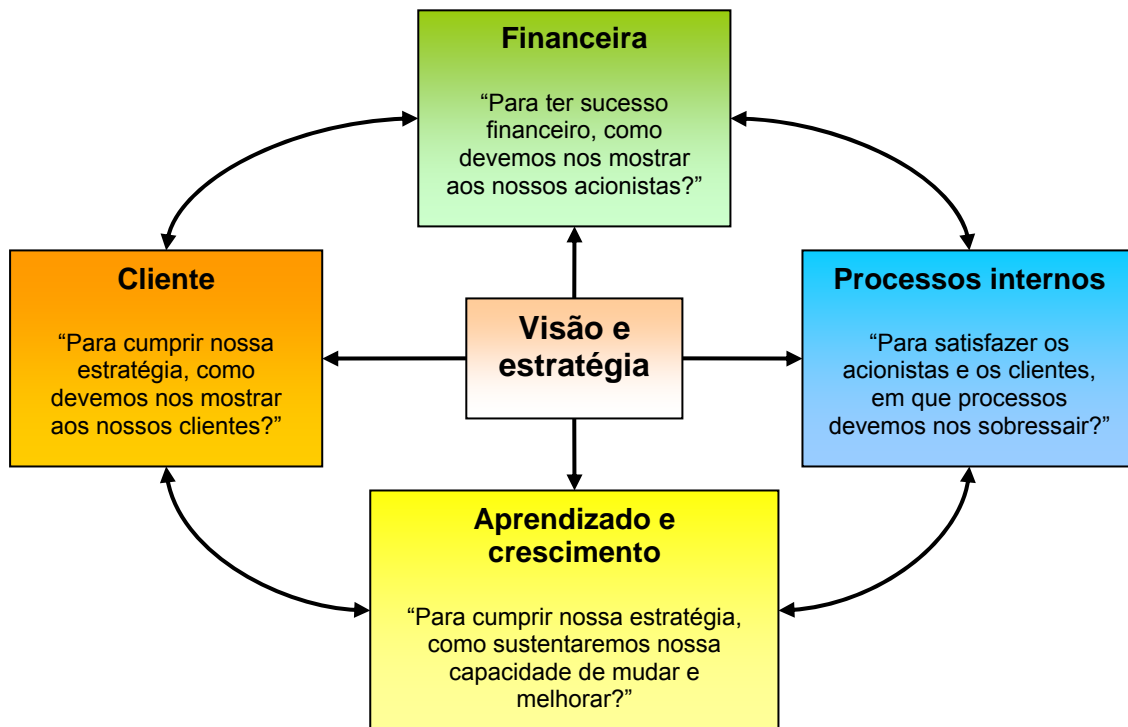 Financeira
“Para ter sucesso
financeiro, como
devemos nos mostrar
aos nossos acionistas?”
Cliente
“Para cumprir nossa
estratégia, como
devemos nos mostrar
aos nossos clientes?”
Visão e
estratégia
Processos internos
“Para satisfazer os
acionistas e os clientes,
em que processos
devemos nos sobressair?”
Aprendizado e
crescimento
“Para cumprir nossa estratégia,
como sustentaremos nossa
capacidade de mudar e
melhorar?”